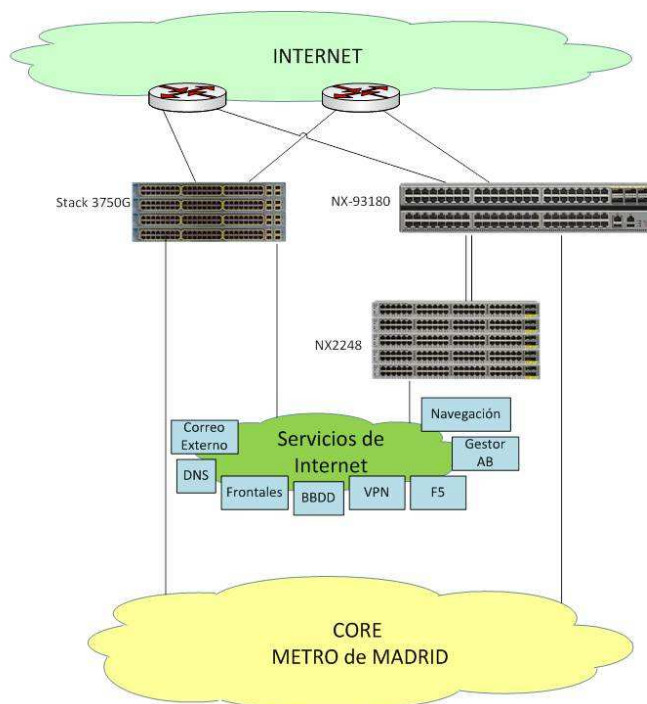 INTERNET
Stack 3750G
NX-93180
NX2248
Navegación
Correo
Externo
Servicios de
Internet
Gestor
AB
DNS
Frontales
BBDD
VPN
F5
CORE
METRO de MADRID